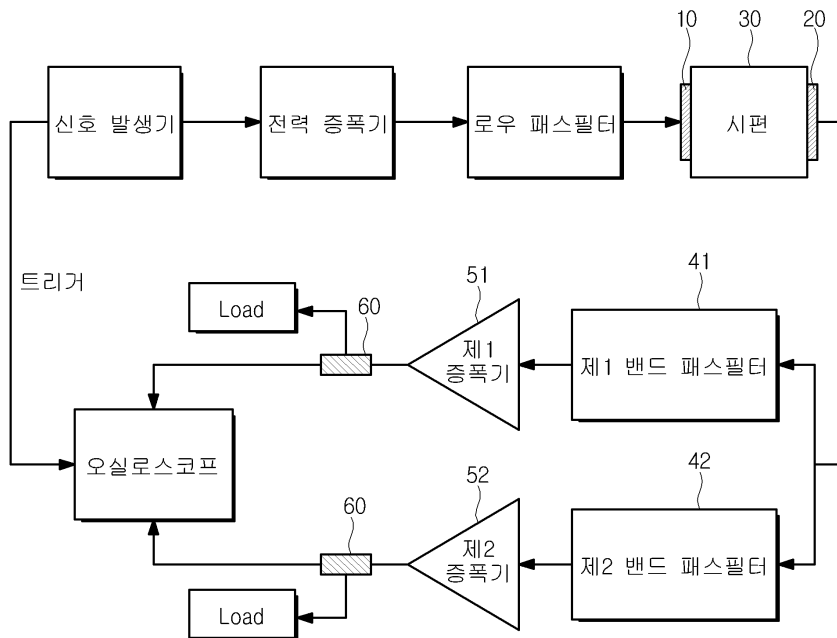 10
30
20
신호 발생기
전력 증폭기
로우 패스필터
시편
트리거
Load
60
51
41
제1
증폭기
제1 밴드 패스필터
오실로스코프
60
52
42
제2
증폭기
제2 밴드 패스필터
Load